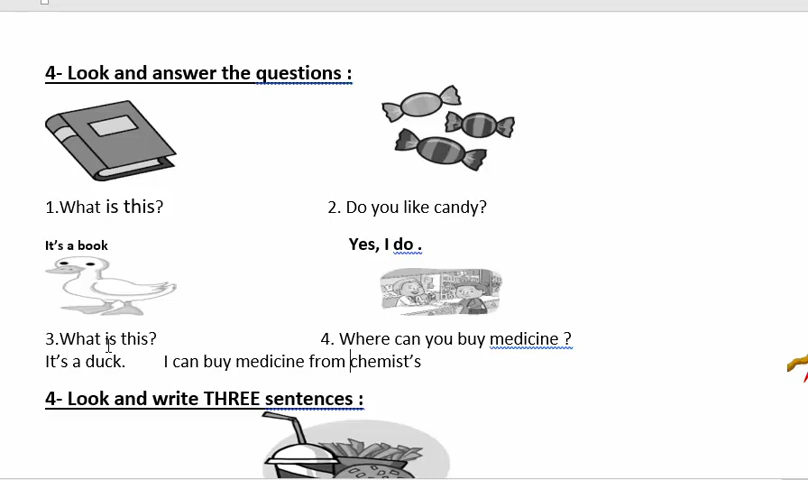 4- Look and answer the questions :
1.What is this?
2. Do you like candy?
It's a book
Yes, I do .
3.What is this?
4. Where can you buy medicine ?
It's a duck.
I can buy medicine from chemist's
4- Look and write THREE sentences :